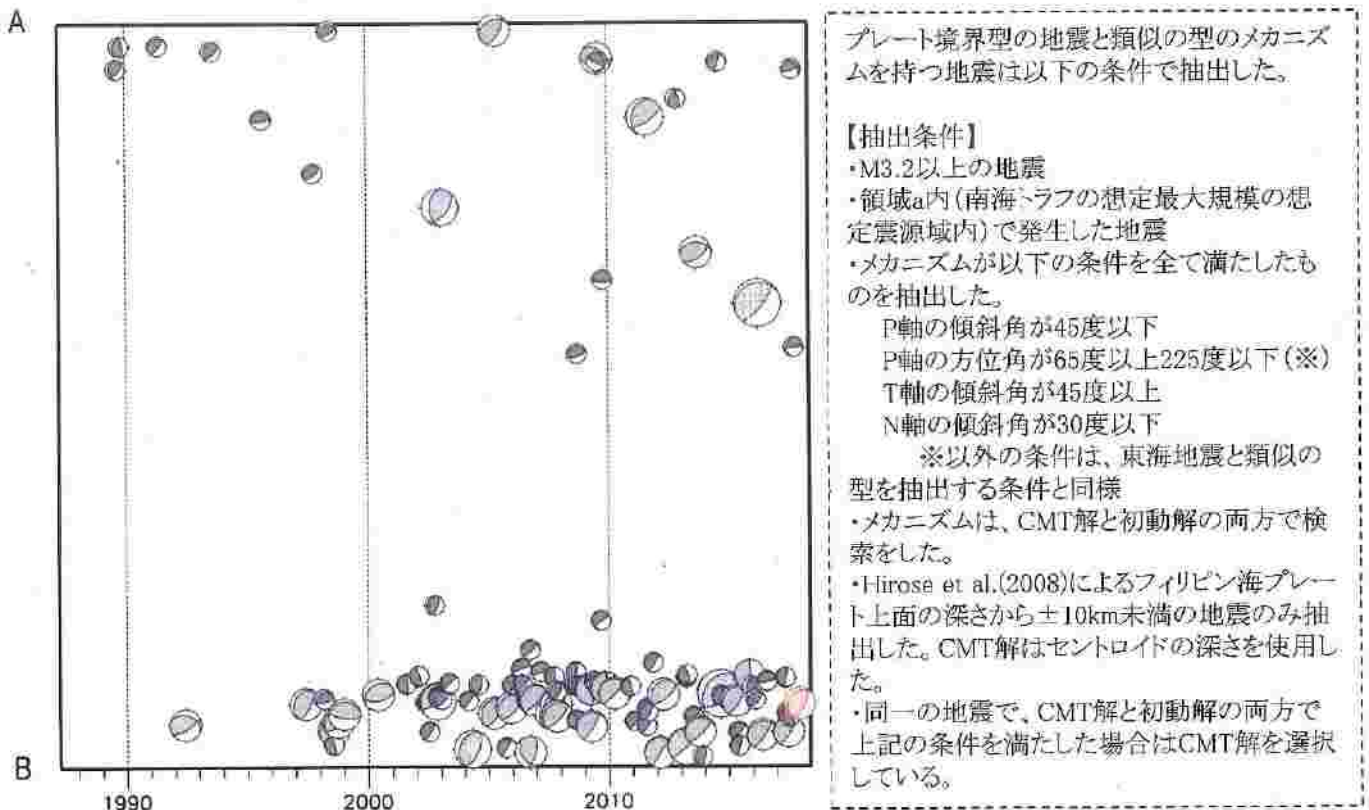 A
B
1990
2000
2010
プレート境界型の地震と類似の型のメカニズ
ムを持つ地震は以下の条件で抽出した。
【抽出条件】
・M3.2以上の地震
・領域a内(南海トラフの想定最大規模の想
定震源域内)で発生した地震
・メカニズムが以下の条件を全て満たしたも
のを抽出した。
P軸の傾斜角が45度以下
P軸の方位角が65度以上225度以下(※)
T軸の傾斜角が45度以上
N軸の傾斜角が30度以下
※以外の条件は、東海地震と類似の
型を抽出する条件と同様
・メカニズムは、CMT解と初動解の両方で検
索をした。
・Hirose et al.(2008)によるフィリピン海プレー
ト上面の深さから±10km未満の地震のみ抽
出した。CMT解はセントロイドの深さを使用し
た。
・同一の地震で、CMT解と初動解の両方で
上記の条件を満たした場合はCMT解を選択
している。